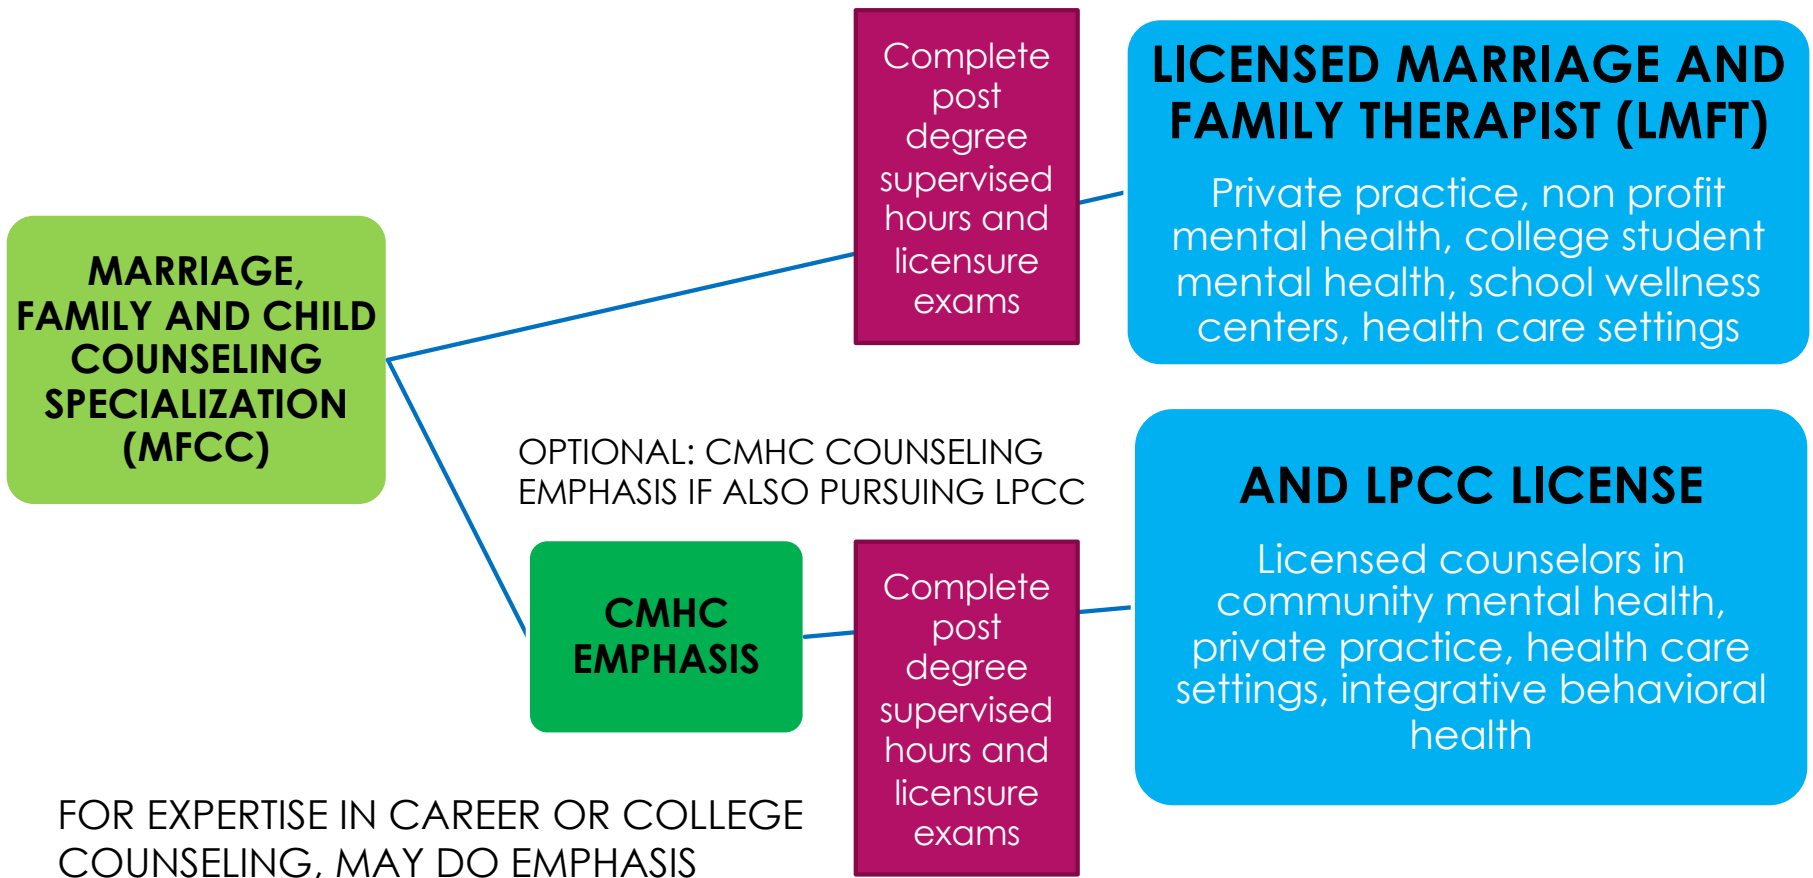 MARRIAGE,
FAMILY AND CHILD
COUNSELING
SPECIALIZATION
(MFCC)
Complete
post
degree
supervised
hours and
licensure
exams
LICENSED MARRIAGE AND
FAMILY THERAPIST (LMFT)
Private practice, non profit
mental health, college student
mental health, school wellness
centers, health care settings
OPTIONAL: CMHC COUNSELING
EMPHASIS IF ALSO PURSUING LPCC
CMHC
EMPHASIS
Complete
post
degree
supervised
hours and
licensure
exams
AND LPCC LICENSE
Licensed counselors in
community mental health,
private practice, health care
settings, integrative behavioral
health
FOR EXPERTISE IN CAREER OR COLLEGE
COUNSELING, MAY DO EMPHASIS